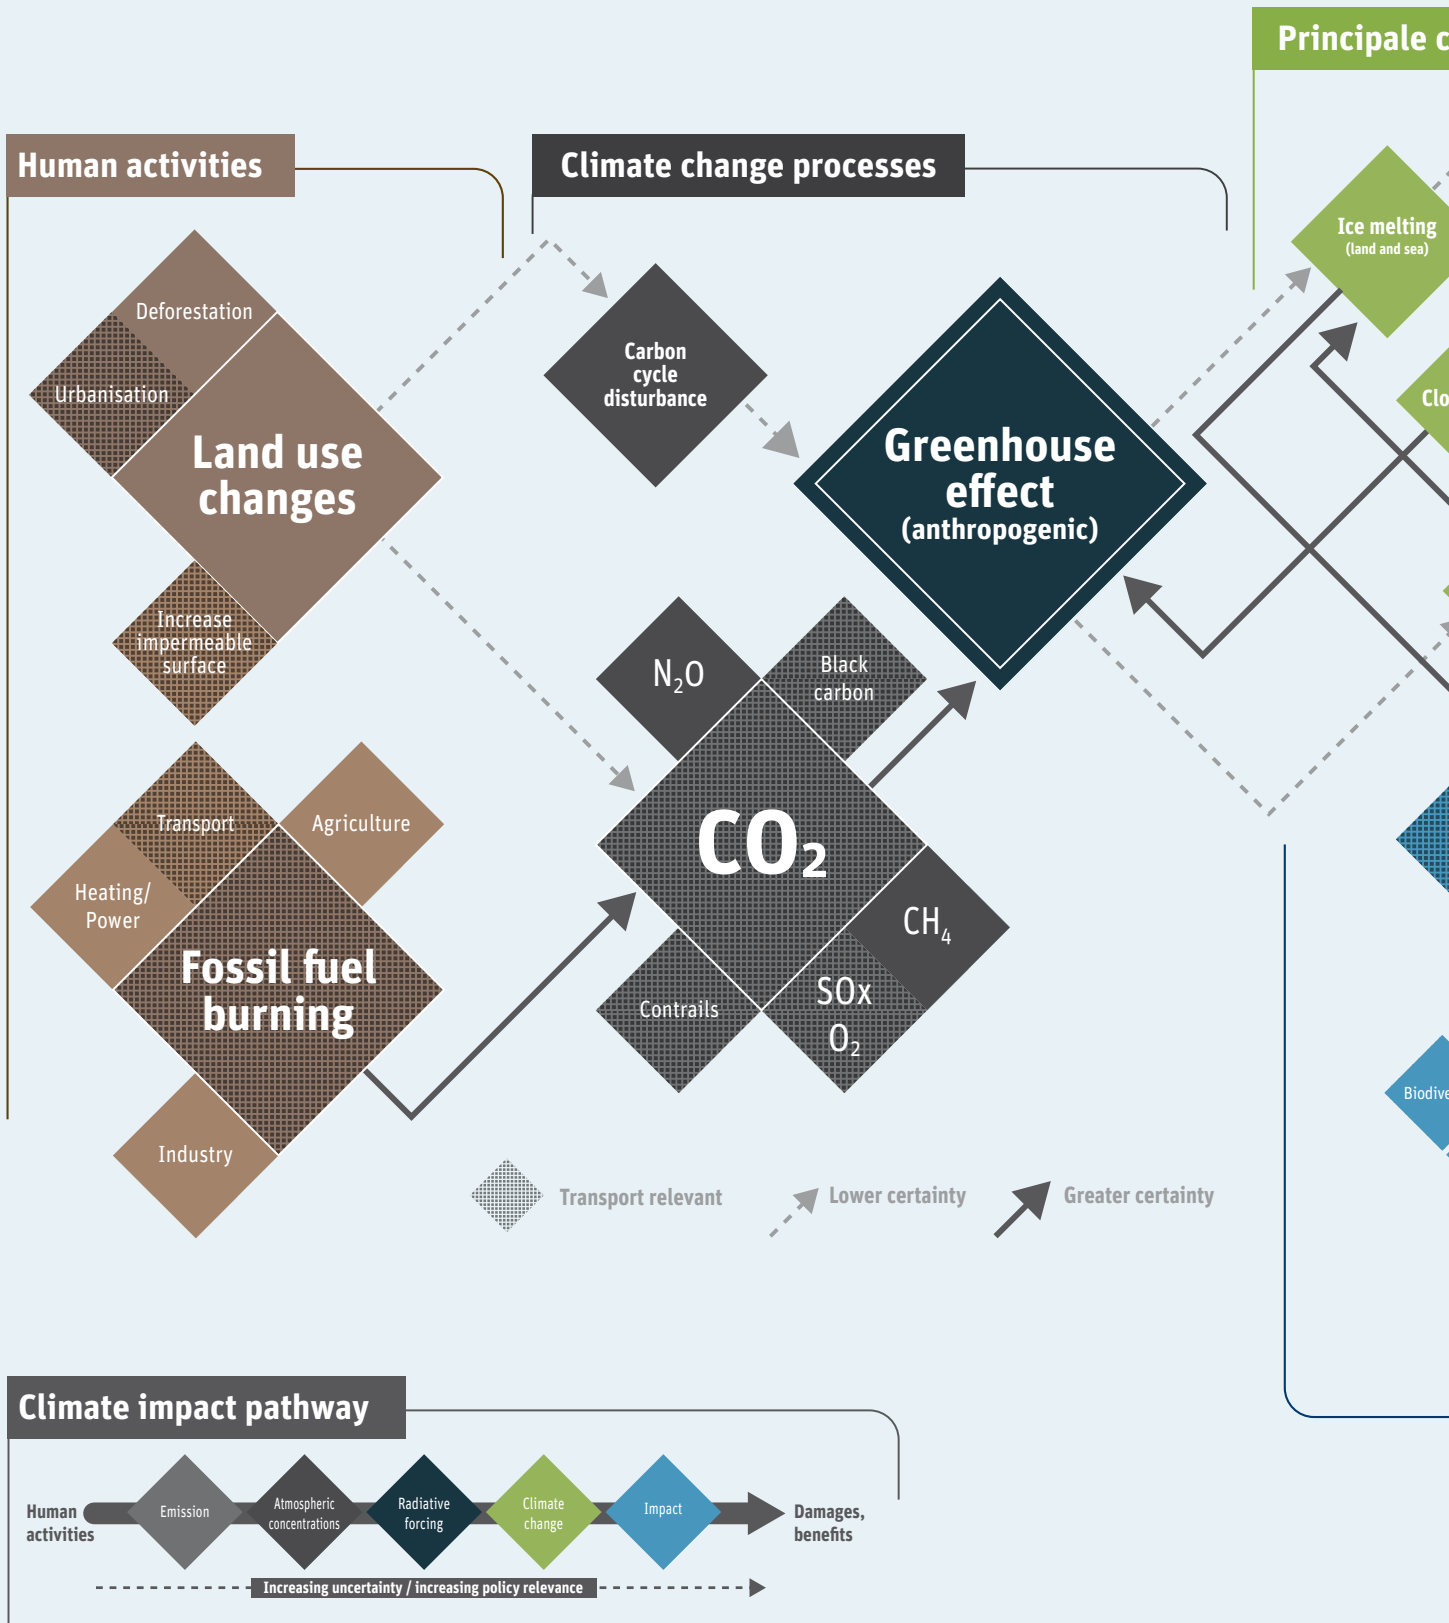 Principale c
Human activities
Climate change processes
Ice melting
(land and sea)
Deforestation
Urbanisation
Carbon
cycle
disturbance
Clo
Land use
changes
Greenhouse
effect
(anthropogenic)
Increase
impermeable
surface
N₂O
Black
carbon
Transport
Agriculture
Heating/
Power
CO₂
CH₄
Fossil fuel
burning
Contrails
SOx
O₂
Biodive
Industry
Transport relevant
Lower certainty
Greater certainty
Climate impact pathway
Human
activities
Emission
Atmospheric
concentrations
Radiative
forcing
Climate
change
Impact
Damages,
benefits
Increasing uncertainty / increasing policy relevance